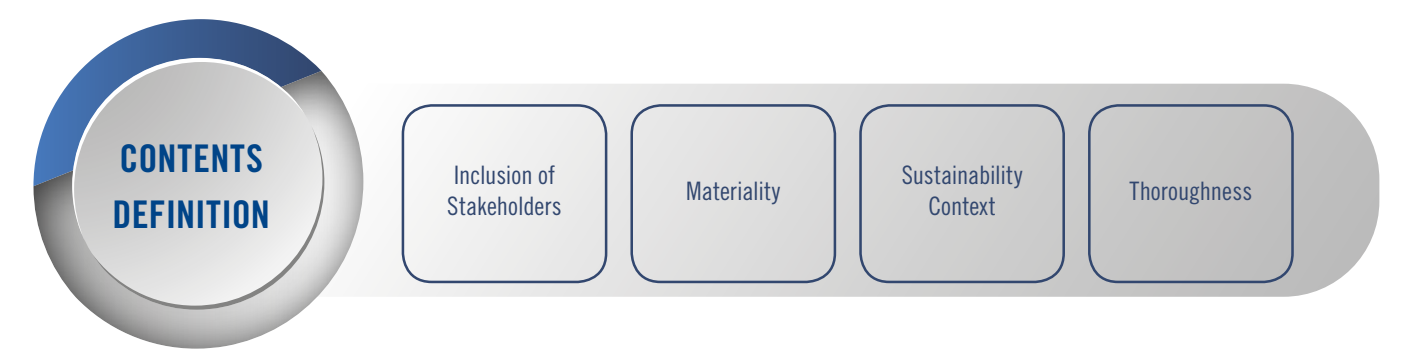 CONTENTS
DEFINITION
Inclusion of
Stakeholders
Materiality
Sustainability
Context
Thoroughness